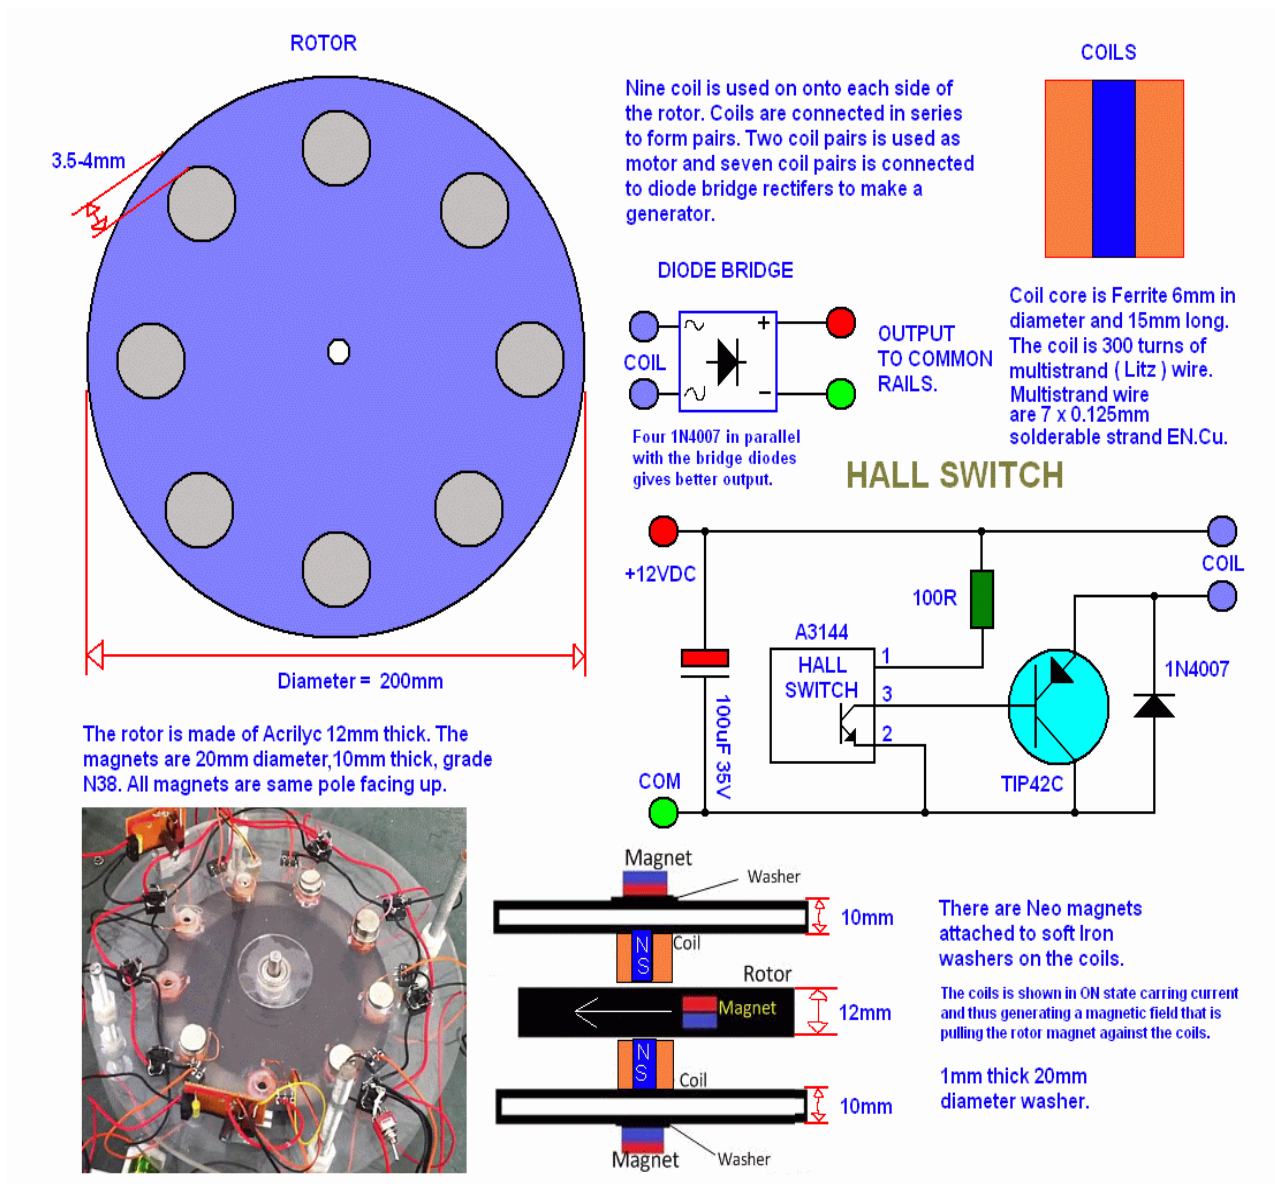 ROTOR
3.5-4mm
Diameter = 200mm
The rotor is made of Acrilyc 12mm thick. The
magnets are 20mm diameter,10mm thick, grade
N38. All magnets are same pole facing up.
Nine coil is used on onto each side of
the rotor. Coils are connected in series
to form pairs. Two coil pairs is used as
motor and seven coil pairs is connected
to diode bridge rectifers to make a
generator.
COILS
Coil core is Ferrite 6mm in
diameter and 15mm long.
The coil is 300 turns of
multistrand ( Litz ) wire.
Multistrand wire
are 7 x 0.125mm
solderable strand EN.Cu.
DIODE BRIDGE
COIL
+
−
OUTPUT
TO COMMON
RAILS.
Four 1N4007 in parallel
with the bridge diodes
gives better output.
HALL SWITCH
+12VDC
COIL
100R
A3144
HALL
SWITCH
1
3
2
1N4007
100uF 35V
TIP42C
COM
Magnet
Washer
10mm
Coil
N
S
Rotor
Magnet
12mm
N
S
Coil
10mm
Magnet
Washer
There are Neo magnets
attached to soft Iron
washers on the coils.
The coils is shown in ON state carring current
and thus generating a magnetic field that is
pulling the rotor magnet against the coils.
1mm thick 20mm
diameter washer.